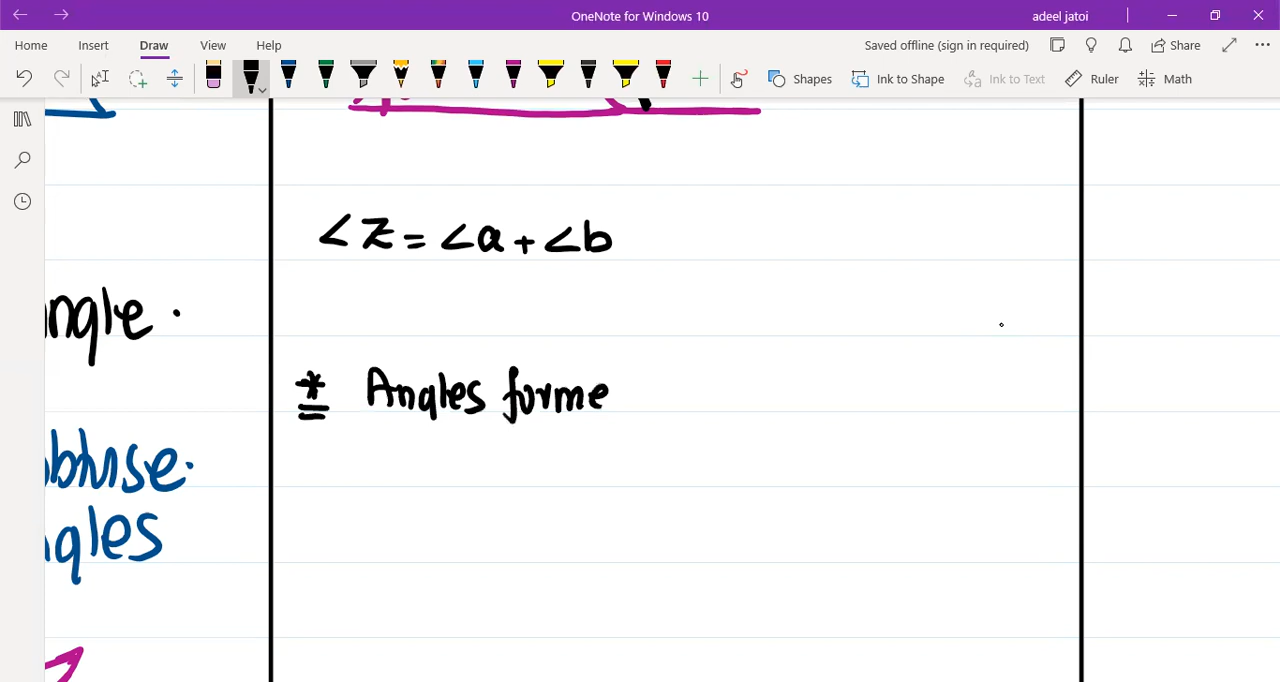 OneNote for Windows 10
adeel jatoi
Home Insert Draw View Help
Saved offline (sign in required)
Share
Shapes
Ink to Shape
Ink to Text
Ruler
Math
∠Z = ∠a + ∠b
ngle.
* Angles forme
btuse.
gles